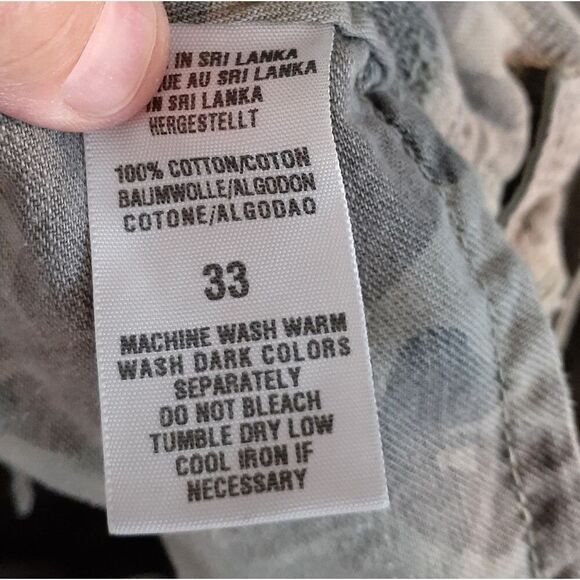 IN SRI LANKA
QUE AU SRI LANKA
IN SRI LANKA
HERGESTELLT
100% COTTON/COTON
BAUMWOLLE/ALGODON
COTONE/ALGODAO
33
MACHINE WASH WARM
WASH DARK COLORS
SEPARATELY
DO NOT BLEACH
TUMBLE DRY LOW
COOL IRON IF
NECESSARY